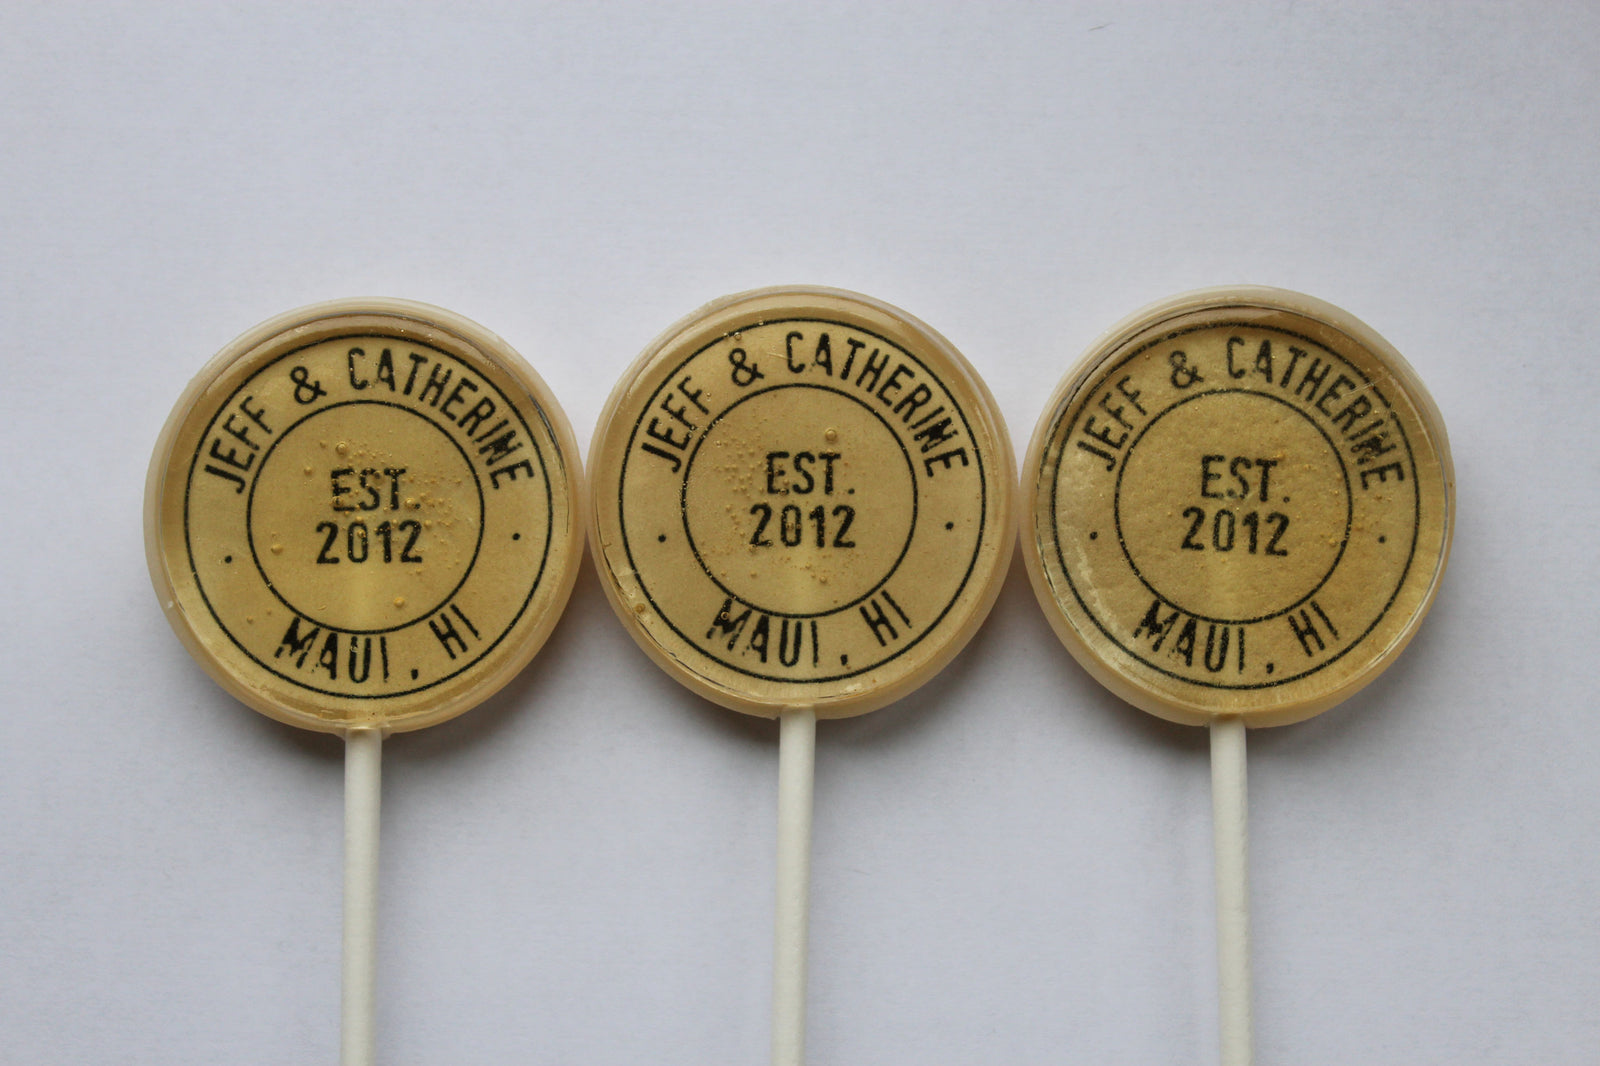 JEFF & CATHERINE
EST.
2012
MAUI, HI
JEFF & CATHERINE
EST.
2012
MAUI, HI
JEFF & CATHERINE
EST.
2012
MAUI, HI